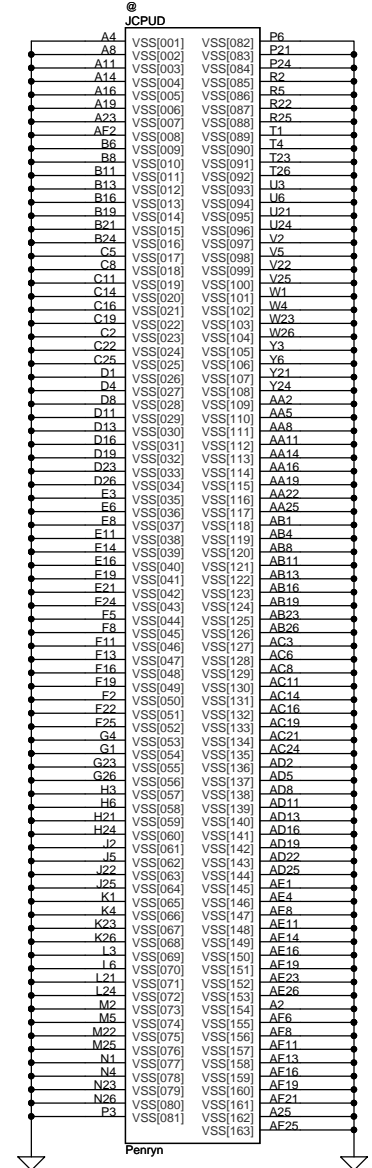 @
JCPUD
A4 VSS[001] VSS[082] P6
A8 VSS[002] VSS[083] P21
A11 VSS[003] VSS[084] P24
A14 VSS[004] VSS[085] R2
A16 VSS[005] VSS[086] R5
A19 VSS[006] VSS[087] R22
A23 VSS[007] VSS[088] R25
AF2 VSS[008] VSS[089] T1
B6 VSS[009] VSS[090] T4
B8 VSS[010] VSS[091] T23
B11 VSS[011] VSS[092] T26
B13 VSS[012] VSS[093] U3
B16 VSS[013] VSS[094] U6
B19 VSS[014] VSS[095] U21
B21 VSS[015] VSS[096] U24
B24 VSS[016] VSS[097] V2
C5 VSS[017] VSS[098] V5
C8 VSS[018] VSS[099] V22
C11 VSS[019] VSS[100] V25
C14 VSS[020] VSS[101] W1
C16 VSS[021] VSS[102] W4
C19 VSS[022] VSS[103] W23
C2 VSS[023] VSS[104] W26
C22 VSS[024] VSS[105] Y3
C25 VSS[025] VSS[106] Y6
D1 VSS[026] VSS[107] Y21
D4 VSS[027] VSS[108] Y24
D8 VSS[028] VSS[109] AA2
D11 VSS[029] VSS[110] AA5
D13 VSS[030] VSS[111] AA8
D16 VSS[031] VSS[112] AA11
D19 VSS[032] VSS[113] AA14
D23 VSS[033] VSS[114] AA16
D26 VSS[034] VSS[115] AA19
E3 VSS[035] VSS[116] AA22
E6 VSS[036] VSS[117] AA25
E8 VSS[037] VSS[118] AB1
E11 VSS[038] VSS[119] AB4
E14 VSS[039] VSS[120] AB8
E16 VSS[040] VSS[121] AB11
E19 VSS[041] VSS[122] AB13
E21 VSS[042] VSS[123] AB16
E24 VSS[043] VSS[124] AB19
F5 VSS[044] VSS[125] AB23
F8 VSS[045] VSS[126] AB26
F11 VSS[046] VSS[127] AC3
F13 VSS[047] VSS[128] AC6
F16 VSS[048] VSS[129] AC8
F19 VSS[049] VSS[130] AC11
F2 VSS[050] VSS[131] AC14
F22 VSS[051] VSS[132] AC16
F25 VSS[052] VSS[133] AC19
G4 VSS[053] VSS[134] AC21
G1 VSS[054] VSS[135] AC24
G23 VSS[055] VSS[136] AD2
G26 VSS[056] VSS[137] AD5
H3 VSS[057] VSS[138] AD8
H6 VSS[058] VSS[139] AD11
H21 VSS[059] VSS[140] AD13
H24 VSS[060] VSS[141] AD16
J2 VSS[061] VSS[142] AD19
J5 VSS[062] VSS[143] AD22
J22 VSS[063] VSS[144] AD25
J25 VSS[064] VSS[145] AE1
K1 VSS[065] VSS[146] AE4
K4 VSS[066] VSS[147] AE8
K23 VSS[067] VSS[148] AE11
K26 VSS[068] VSS[149] AE14
L3 VSS[069] VSS[150] AE16
L6 VSS[070] VSS[151] AE19
L21 VSS[071] VSS[152] AE23
L24 VSS[072] VSS[153] AE26
M2 VSS[073] VSS[154] A2
M5 VSS[074] VSS[155] AF6
M22 VSS[075] VSS[156] AF8
M25 VSS[076] VSS[157] AF11
N1 VSS[077] VSS[158] AF13
N4 VSS[078] VSS[159] AF16
N23 VSS[079] VSS[160] AF19
N26 VSS[080] VSS[161] AF21
P3 VSS[081] VSS[162] A25
VSS[163] AF25
Penryn